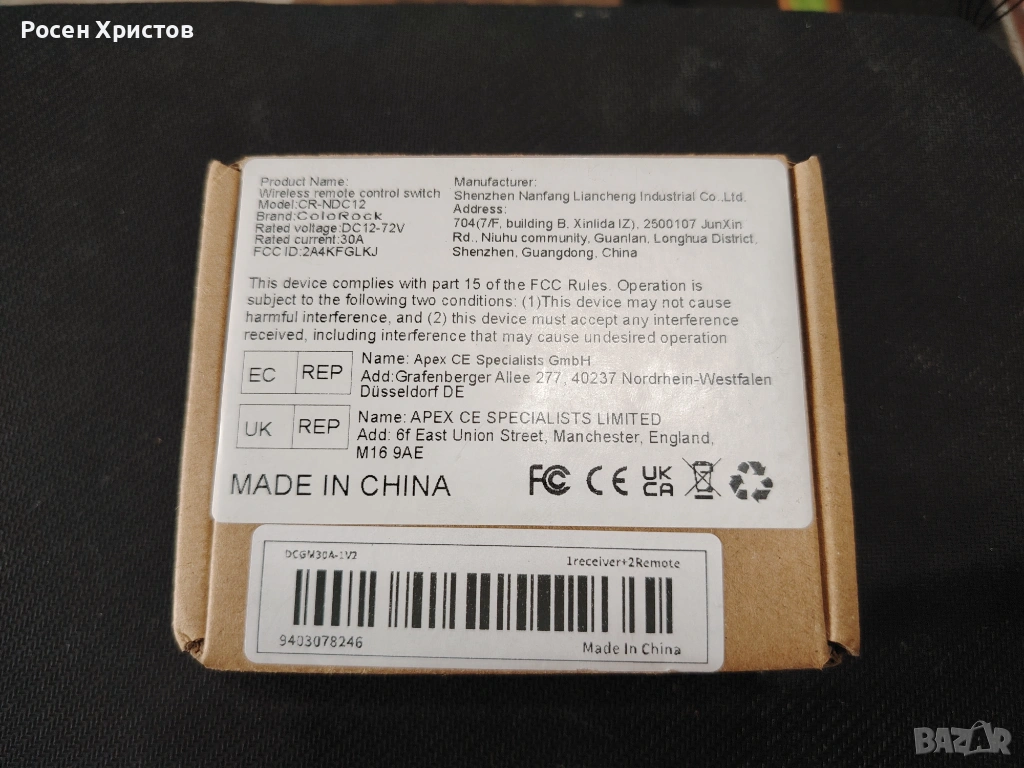 Росен Христов
Product Name:
Wireless remote control switch
Model:CR-NDC12
Brand:ColoRock
Rated voltage:DC12-72V
Rated current:30A
FCC ID:2A4KFGLKJ
Manufacturer:
Shenzhen Nanfang Liancheng Industrial Co.,Ltd.
Address:
704(7/F, building B, Xinlida IZ), 2500107 JunXin
Rd., Niuhu community, Guanlan, Longhua District,
Shenzhen, Guangdong, China
This device complies with part 15 of the FCC Rules. Operation is
subject to the following two conditions: (1)This device may not cause
harmful interference, and (2) this device must accept any interference
received, including interference that may cause undesired operation
EC REP
Name: Apex CE Specialists GmbH
Add:Grafenberger Allee 277, 40237 Nordrhein-Westfalen
Düsseldorf DE
UK REP
Name: APEX CE SPECIALISTS LIMITED
Add: 6f East Union Street, Manchester, England,
M16 9AE
MADE IN CHINA
FC CE UK
CA
DCGM30A-1V2
1receiver+2Remote
9403078246
Made In China
BAZAR